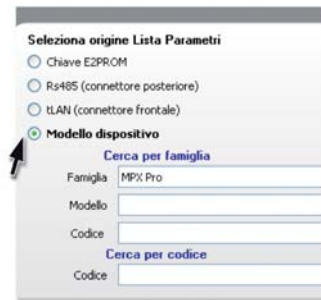 Seleziona origine Lista Parametri
Chiave E2PROM
Rs485 (connettore posteriore)
tLAN (connettore frontale)
Modello dispositivo
Cerca per famiglia
Famiglia MPX Pro
Modello
Codice
Cerca per codice
Codice